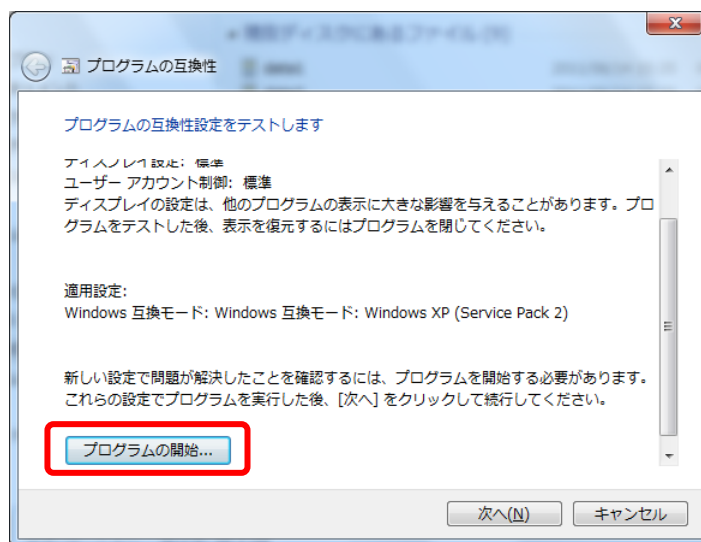 プログラムの互換性
プログラムの互換性設定をテストします
ディスプレイ設定: 標準
ユーザー アカウント制御: 標準
ディスプレイの設定は、他のプログラムの表示に大きな影響を与えることがあります。プロ
グラムをテストした後、表示を復元するにはプログラムを閉じてください。
適用設定:
Windows 互換モード: Windows 互換モード: Windows XP (Service Pack 2)
新しい設定で問題が解決したことを確認するには、プログラムを開始する必要があります。
これらの設定でプログラムを実行した後、[次へ] をクリックして続行してください。
プログラムの開始...
次へ(N)
キャンセル